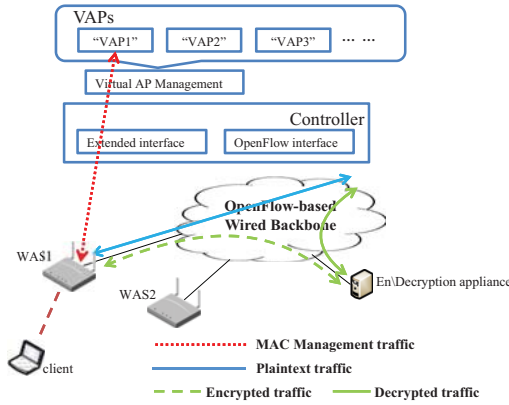 VAPs
"VAP1" "VAP2" "VAP3" ... ...
Virtual AP Management
Controller
Extended interface OpenFlow interface
OpenFlow-based
Wired Backbone
WAS1
WAS2
En\Decryption appliance
client
MAC Management traffic
Plaintext traffic
Encrypted traffic Decrypted traffic